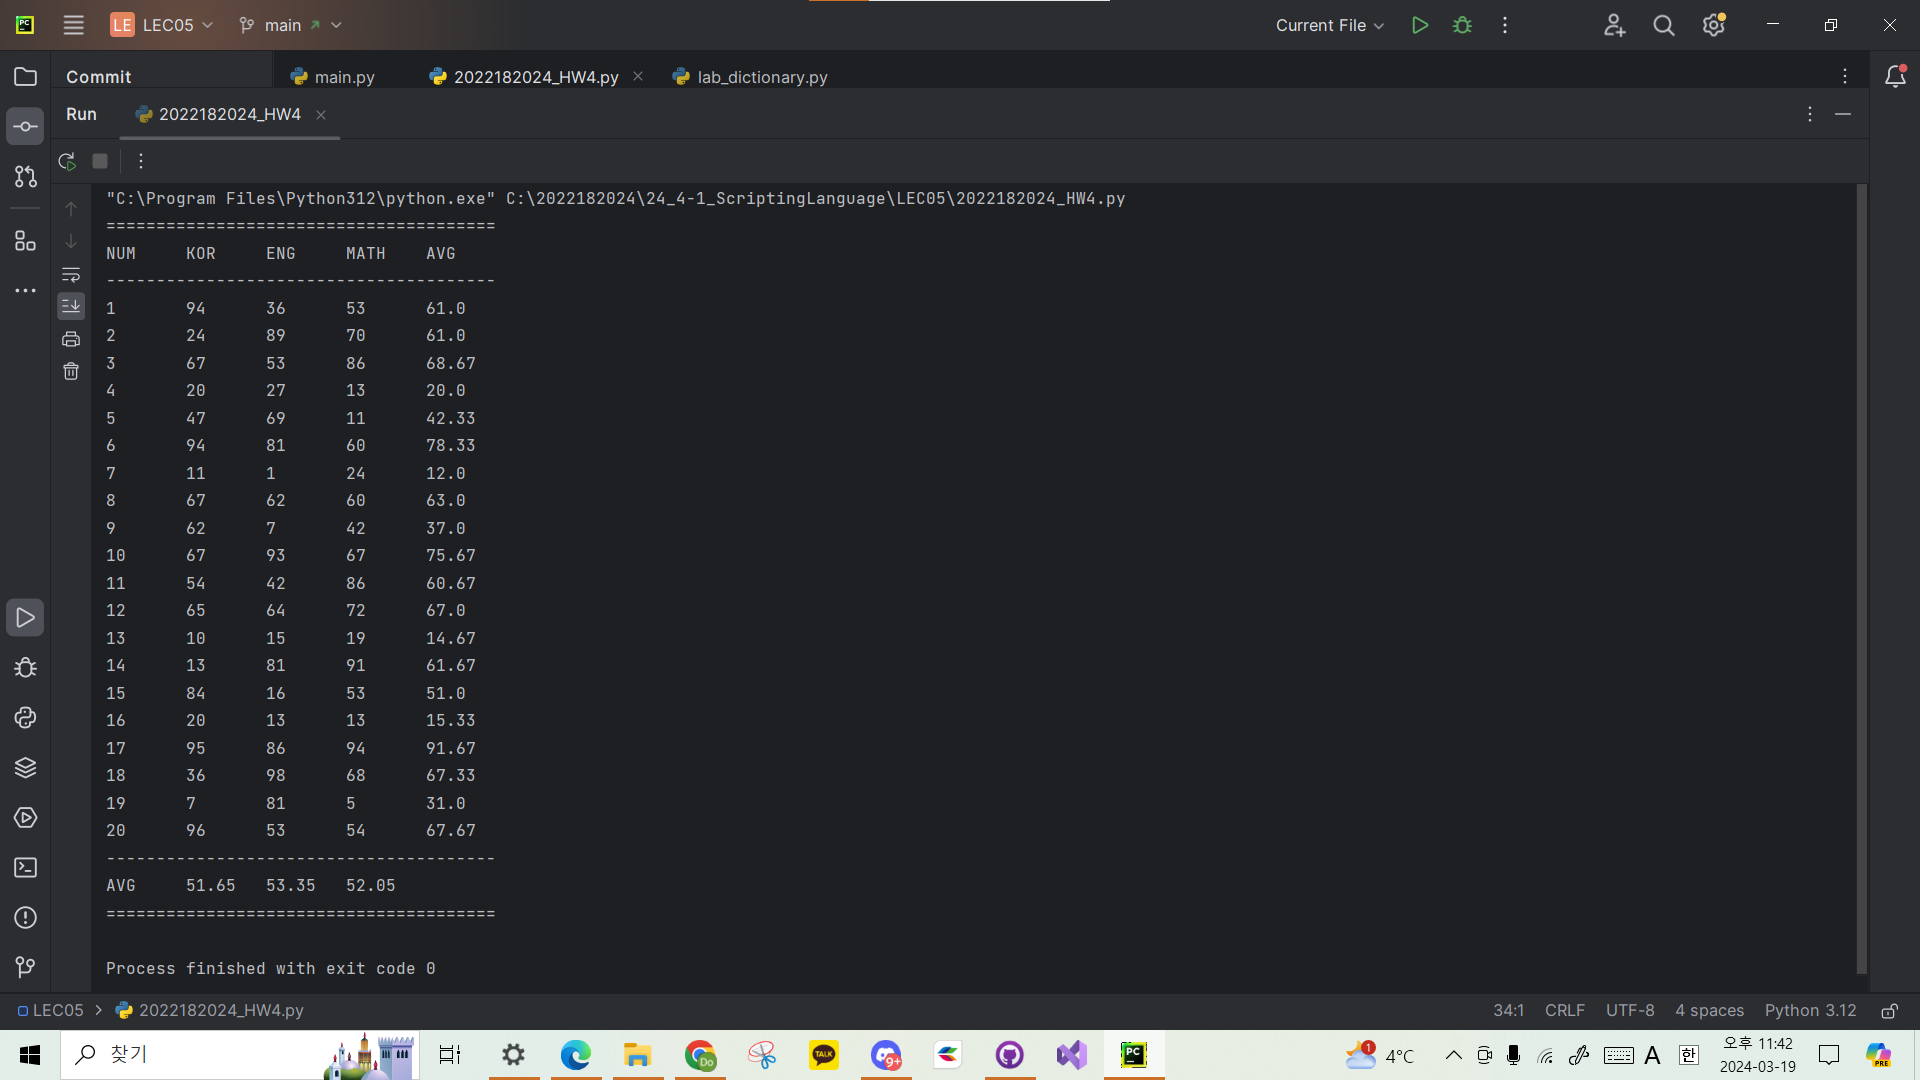 LE LEC05 main Current File
Commit main.py 2022182024_HW4.py lab_dictionary.py
Run 2022182024_HW4
"C:\Program Files\Python312\python.exe" C:\2022182024\24_4-1_ScriptingLanguage\LEC05\2022182024_HW4.py
=======================================
NUM KOR ENG MATH AVG
---------------------------------------
1 94 36 53 61.0
2 24 89 70 61.0
3 67 53 86 68.67
4 20 27 13 20.0
5 47 69 11 42.33
6 94 81 60 78.33
7 11 1 24 12.0
8 67 62 60 63.0
9 62 7 42 37.0
10 67 93 67 75.67
11 54 42 86 60.67
12 65 64 72 67.0
13 10 15 19 14.67
14 13 81 91 61.67
15 84 16 53 51.0
16 20 13 13 15.33
17 95 86 94 91.67
18 36 98 68 67.33
19 7 81 5 31.0
20 96 53 54 67.67
---------------------------------------
AVG 51.65 53.35 52.05
=======================================
Process finished with exit code 0
LEC05 > 2022182024_HW4.py 34:1 CRLF UTF-8 4 spaces Python 3.12
찾기 Do TALK 9+ PC 1 4°C A 한 오후 11:42 PRE
2024-03-19